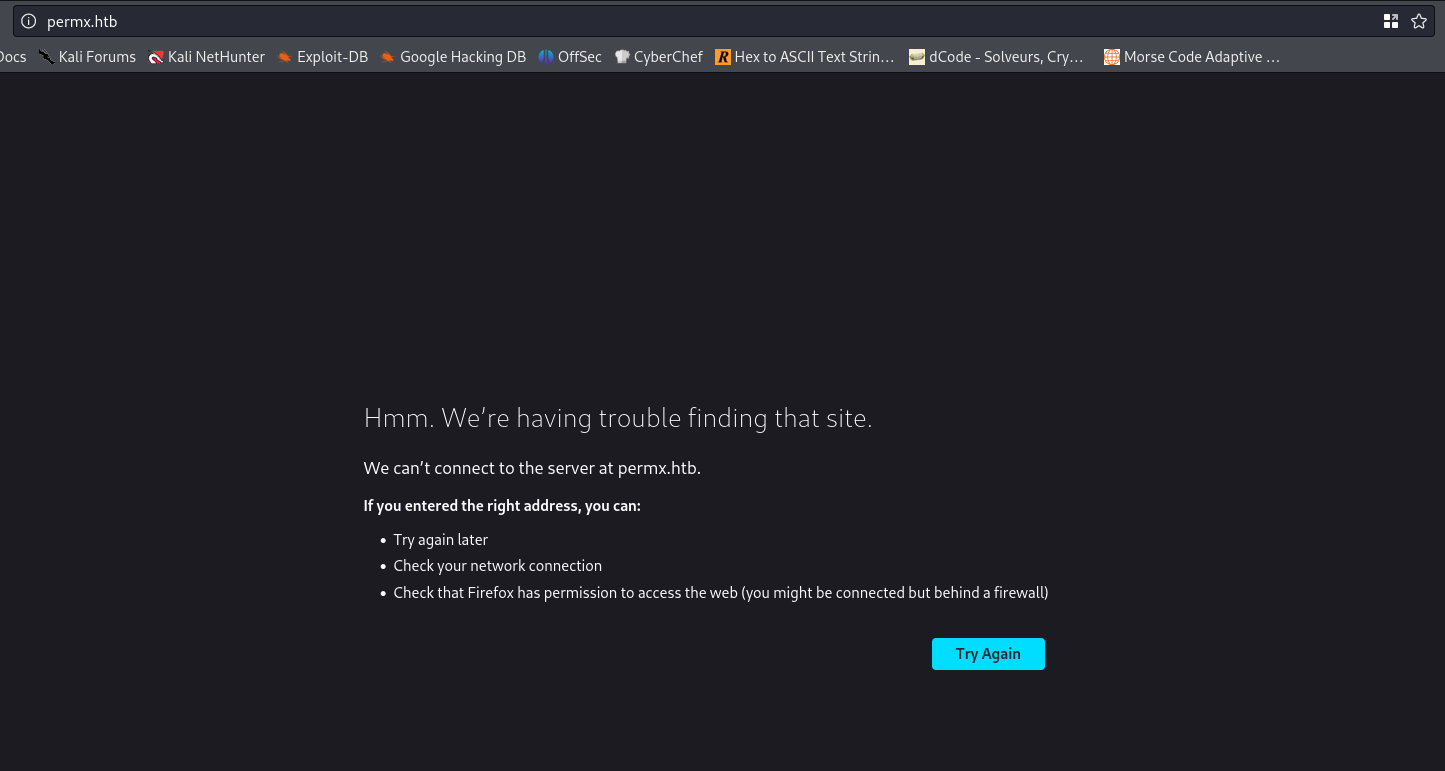 permx.htb
Docs Kali Forums Kali NetHunter Exploit-DB Google Hacking DB OffSec CyberChef Hex to ASCII Text Strin… dCode - Solveurs, Cry… Morse Code Adaptive …
Hmm. We’re having trouble finding that site.
We can’t connect to the server at permx.htb.
If you entered the right address, you can:
• Try again later
• Check your network connection
• Check that Firefox has permission to access the web (you might be connected but behind a firewall)
Try Again